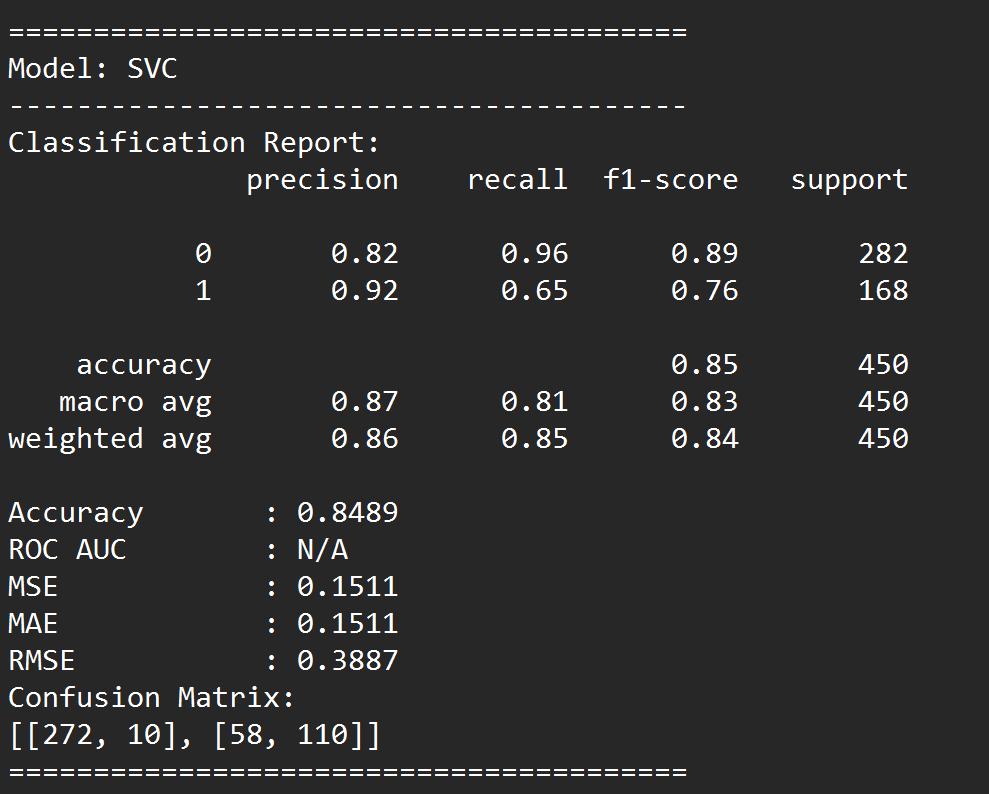 ========================================
Model: SVC
----------------------------------------
Classification Report:
              precision    recall  f1-score   support

           0       0.82      0.96      0.89       282
           1       0.92      0.65      0.76       168

    accuracy                           0.85       450
   macro avg       0.87      0.81      0.83       450
weighted avg       0.86      0.85      0.84       450

Accuracy       : 0.8489
ROC AUC        : N/A
MSE            : 0.1511
MAE            : 0.1511
RMSE           : 0.3887
Confusion Matrix:
[[272, 10], [58, 110]]
========================================